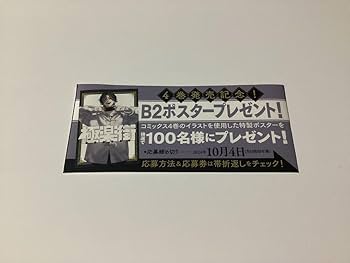 4巻発売記念!
B2ポスタープレゼント!
極楽街
コミックス4巻のイラストを使用した特製ポスターを
100名様にプレゼント!
10月4日
応募方法&応募券は帯折返しをチェック!